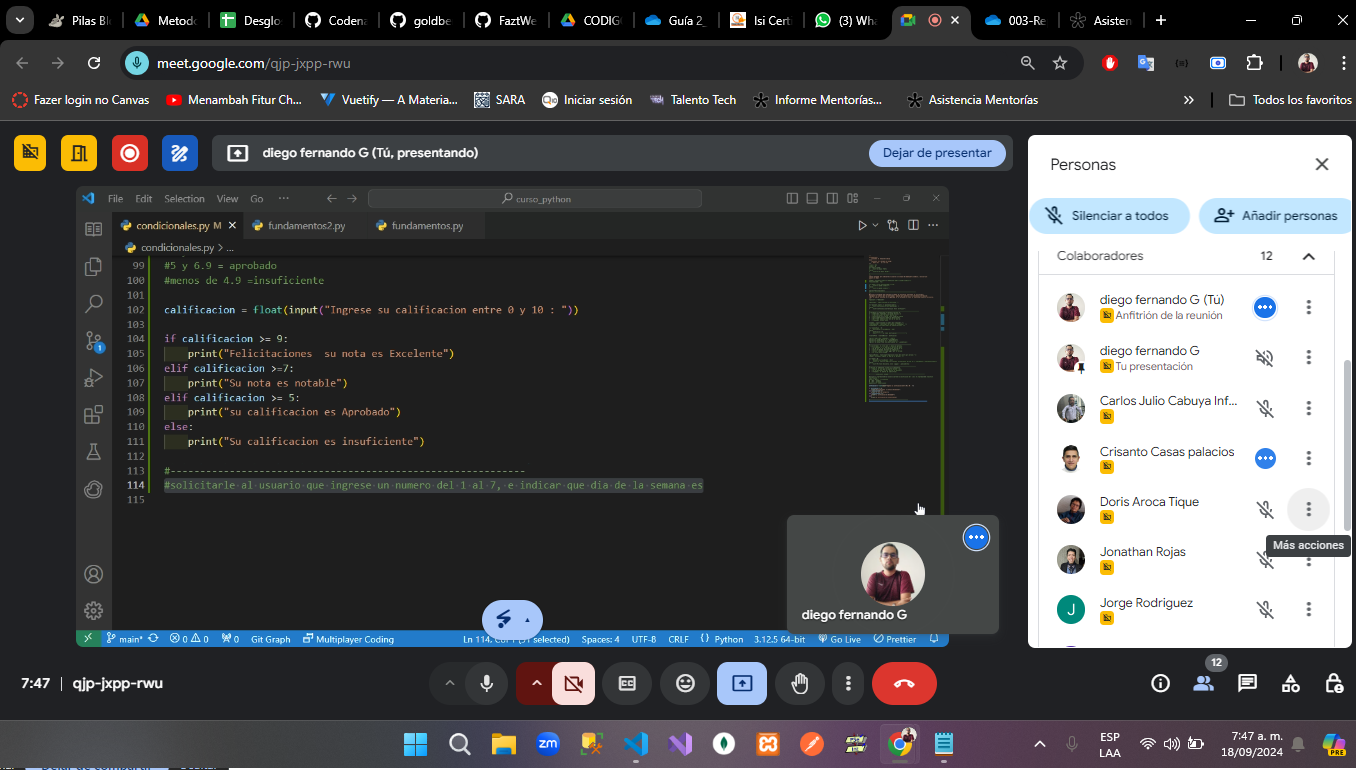 Pilas Bl
Metodo
Desglo
Codena
goldbe
FaztWe
CODIG
Guía 2_
Isi Certi
(3) Wha
003-Re
Asisten
meet.google.com/qjp-jxpp-rwu
Fazer login no Canvas
Menambah Fitur Ch...
Vuetify — A Materia...
SARA
Iniciar sesión
Talento Tech
Informe Mentorías...
Asistencia Mentorías
Todos los favoritos
diego fernando G (Tú, presentando)
Dejar de presentar
File Edit Selection View Go ···
curso_python
condicionales.py M
fundamentos2.py
fundamentos.py
condicionales.py > ...
99 #5 y 6.9 = aprobado
100 #menos de 4.9 =insuficiente
101
102 calificacion = float(input("Ingrese su calificacion entre 0 y 10 : "))
103
104 if calificacion >= 9:
105 print("Felicitaciones  su nota es Excelente")
106 elif calificacion >=7:
107 print("Su nota es notable")
108 elif calificacion >= 5:
109 print("su calificacion es Aprobado")
110 else:
111 print("Su calificacion es insuficiente")
112
113 #------------------------------------------------------------
114 #solicitarle al usuario que ingrese un numero del 1 al 7, e indicar que dia de la semana es
115
1
main*
0 0
0
Git Graph
Multiplayer Coding
Ln 114,
selected)
Spaces: 4
UTF-8
CRLF
Python
3.12.5 64-bit
Go Live
Prettier
diego fernando G
Personas
Silenciar a todos
Añadir personas
Colaboradores 12
diego fernando G (Tú)
Anfitrión de la reunión
diego fernando G
Tu presentación
Carlos Julio Cabuya Inf...
Crisanto Casas palacios
Doris Aroca Tique
Más acciones
Jonathan Rojas
J
Jorge Rodriguez
7:47 | qjp-jxpp-rwu
12
zm
ESP
LAA
7:47 a. m.
18/09/2024
PRE